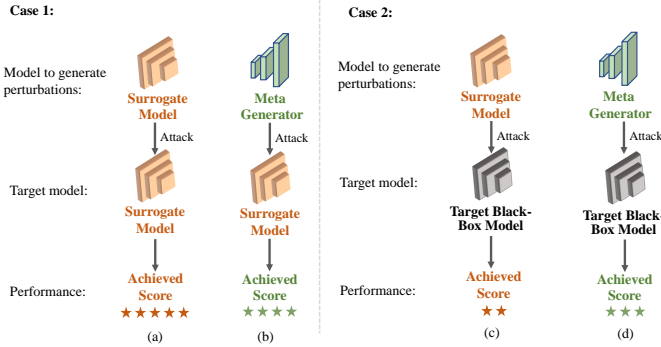 Case 1:
Case 2:
Model to generate
perturbations:
Surrogate
Model
Meta
Generator
Model to generate
perturbations:
Surrogate
Model
Meta
Generator
Attack
Attack
Attack
Attack
Target model:
Surrogate
Model
Surrogate
Model
Target model:
Target Black-
Box Model
Target Black-
Box Model
Performance:
Achieved
Score
Achieved
Score
Performance:
Achieved
Score
Achieved
Score
(a)
(b)
(c)
(d)